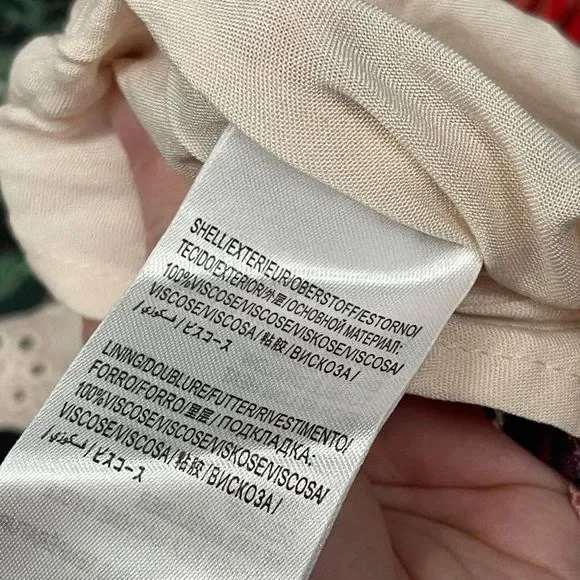 SHELL/EXTERIEUR/OBERSTOFF/ESTORNO/
TECIDO/EXTERIOR/外层/ОСНОВНОЙ МАТЕРИАЛ:
100%VISCOSE/VISCOSE/VISKOSE/VISCOSA/
VISCOSE/VISCOSA/粘胶/ВИСКОЗА/
/ビスコース/فسكوزي/
LINING/DOUBLURE/FUTTER/RIVESTIMENTO/
FORRO/FORRO/里层/ПОДКЛАДКА:
100%VISCOSE/VISCOSE/VISKOSE/VISCOSA/
VISCOSE/VISCOSA/粘胶/ВИСКОЗА/
/ビスコース/فسكوزي/